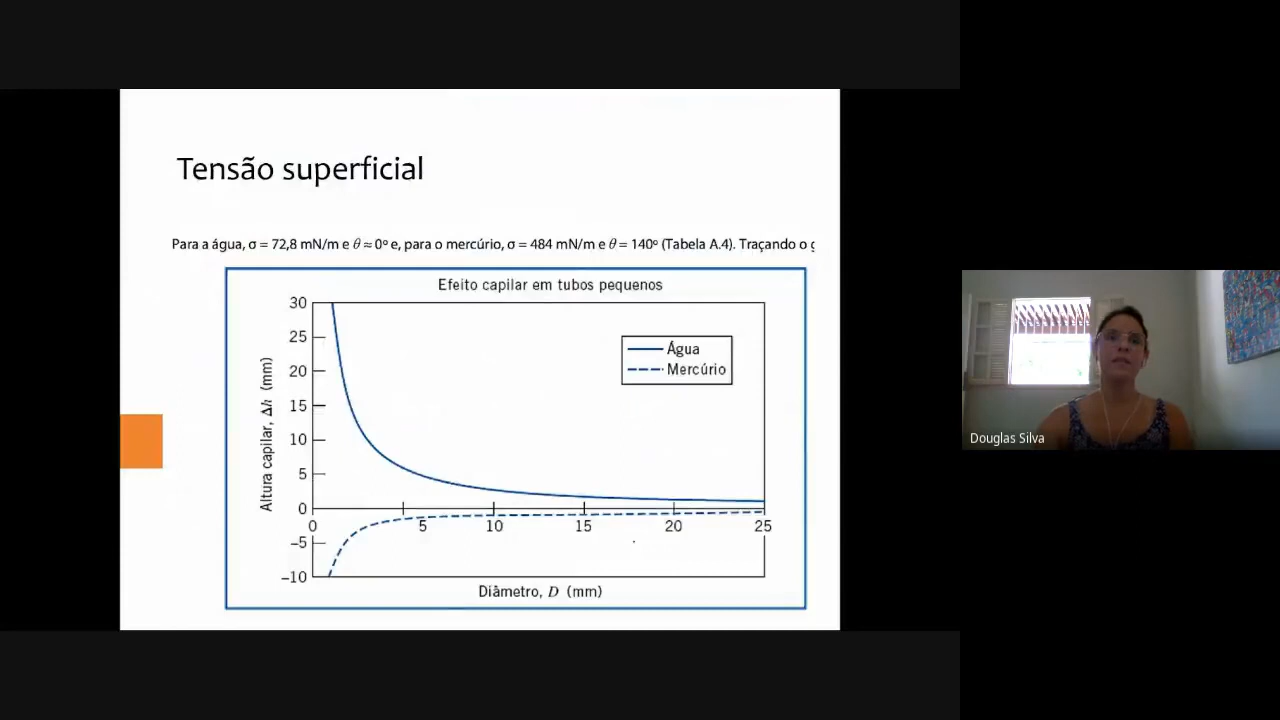 Tensão superficial
Para a água, σ = 72,8 mN/m e θ ≈ 0º e, para o mercúrio, σ = 484 mN/m e θ = 140º (Tabela A.4). Traçando o
Efeito capilar em tubos pequenos
30
25
20
15
10
5
0
−5
−10
Altura capilar, Δh (mm)
Água
Mercúrio
0 5 10 15 20 25
Diâmetro, D (mm)
Douglas Silva